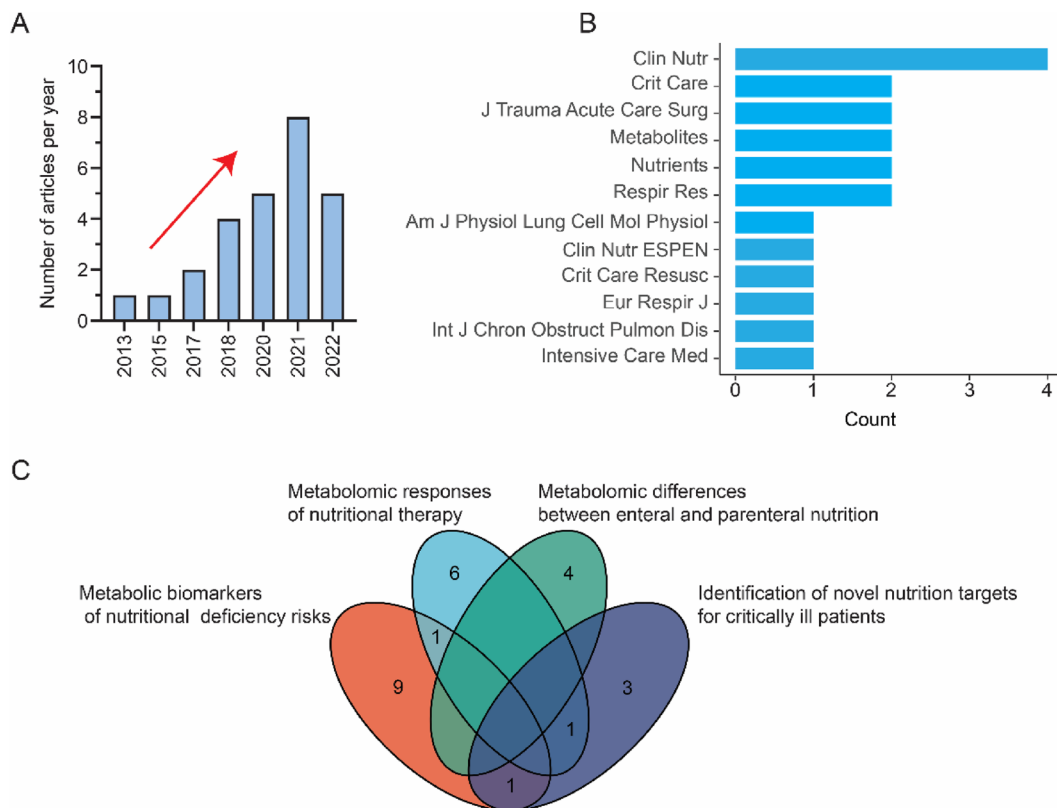 A
Number of articles per year
10
8
6
4
2
0
2013
2015
2017
2018
2020
2021
2022
B
Clin Nutr
Crit Care
J Trauma Acute Care Surg
Metabolites
Nutrients
Respir Res
Am J Physiol Lung Cell Mol Physiol
Clin Nutr ESPEN
Crit Care Resusc
Eur Respir J
Int J Chron Obstruct Pulmon Dis
Intensive Care Med
0
1
2
3
4
Count
C
Metabolomic responses
of nutritional therapy
Metabolomic differences
between enteral and parenteral nutrition
Metabolic biomarkers
of nutritional deficiency risks
Identification of novel nutrition targets
for critically ill patients
6
4
1
9
3
1
1